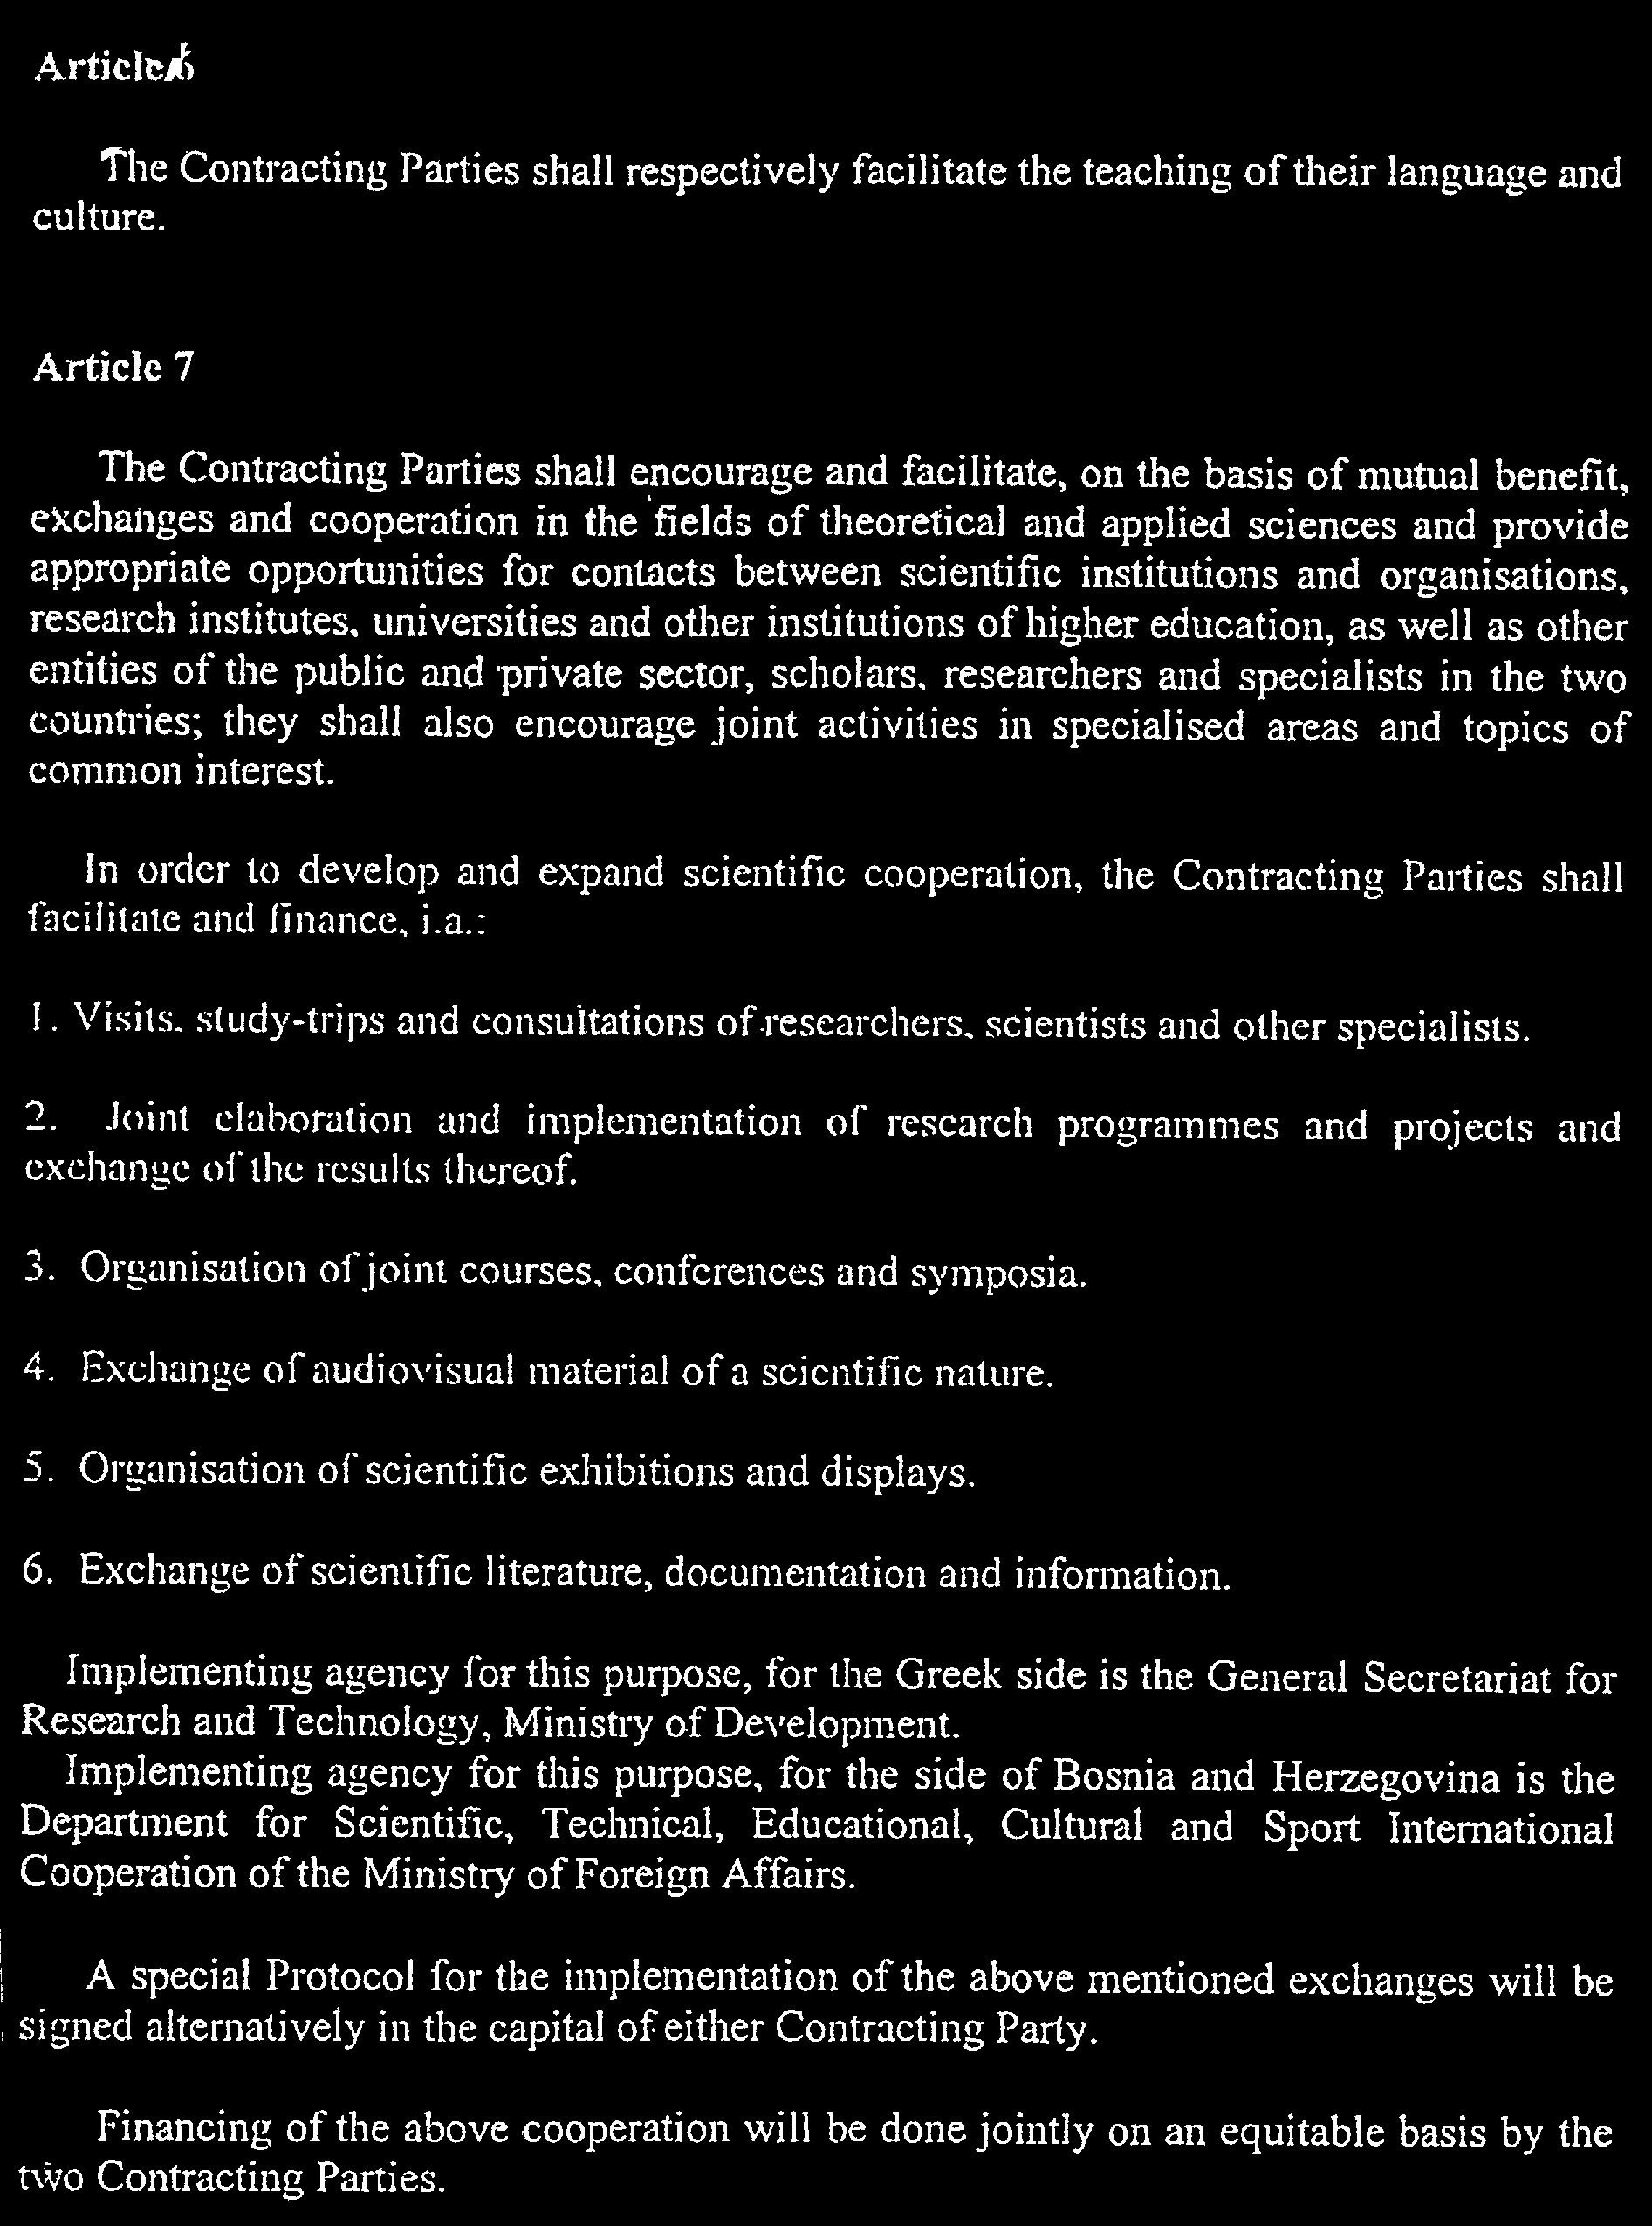 Article 6
The Contracting Parties shall respectively facilitate the teaching of their language and
culture.
Article 7
The Contracting Parties shall encourage and facilitate, on the basis of mutual benefit,
exchanges and cooperation in the fields of theoretical and applied sciences and provide
appropriate opportunities for contacts between scientific institutions and organisations,
research institutes, universities and other institutions of higher education, as well as other
entities of the public and private sector, scholars, researchers and specialists in the two
countries; they shall also encourage joint activities in specialised areas and topics of
common interest.
In order to develop and expand scientific cooperation, the Contracting Parties shall
facilitate and finance, i.a.:
1. Visits, study-trips and consultations of researchers, scientists and other specialists.
2. Joint elaboration and implementation of research programmes and projects and
exchange of the results thereof.
3. Organisation of joint courses, conferences and symposia.
4. Exchange of audiovisual material of a scientific nature.
5. Organisation of scientific exhibitions and displays.
6. Exchange of scientific literature, documentation and information.
Implementing agency for this purpose, for the Greek side is the General Secretariat for
Research and Technology, Ministry of Development.
Implementing agency for this purpose, for the side of Bosnia and Herzegovina is the
Department for Scientific, Technical, Educational, Cultural and Sport International
Cooperation of the Ministry of Foreign Affairs.
A special Protocol for the implementation of the above mentioned exchanges will be
signed alternatively in the capital of either Contracting Party.
Financing of the above cooperation will be done jointly on an equitable basis by the
two Contracting Parties.